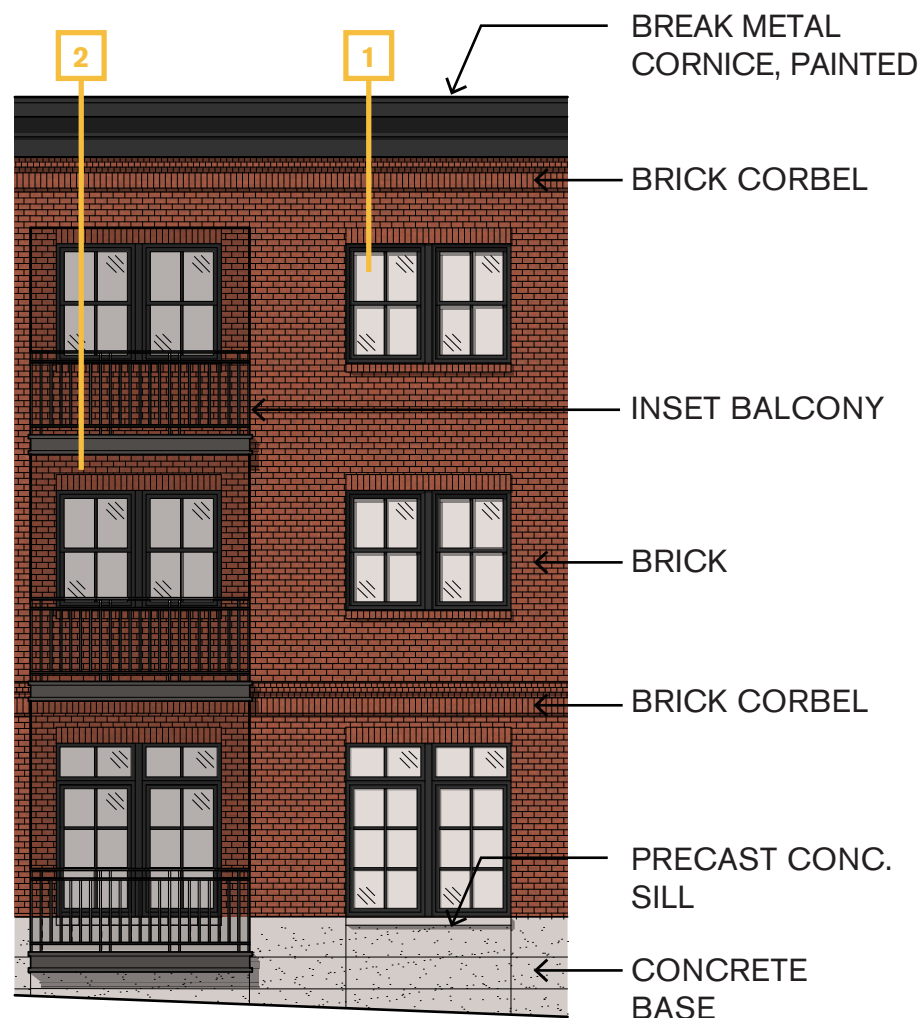 BREAK METAL
CORNICE, PAINTED
2
1
BRICK CORBEL
INSET BALCONY
BRICK
BRICK CORBEL
PRECAST CONC.
SILL
CONCRETE
BASE